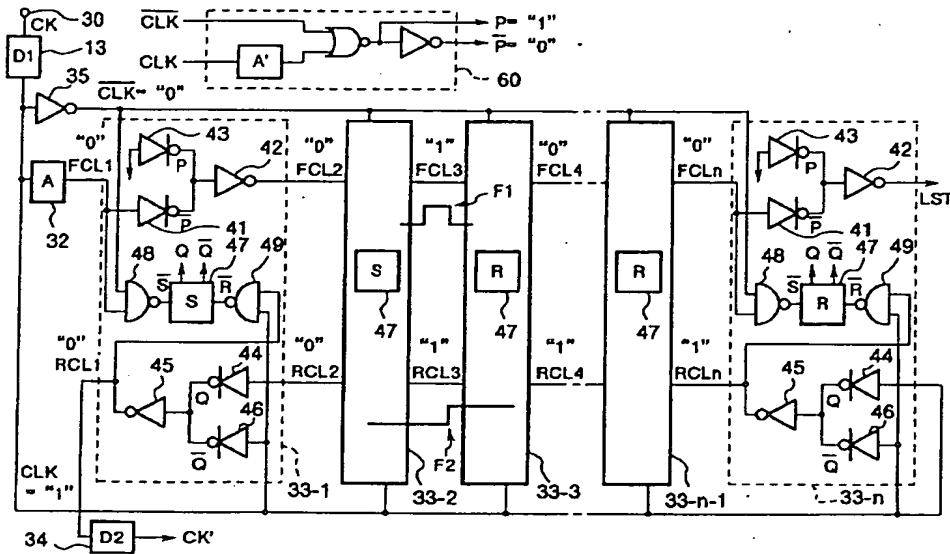 30
CK
D1
13
C̅L̅K̅
CLK
A'
P= "1"
P̅= "0"
60
35
C̅L̅K̅= "0"
"0"
FCL1
A
32
43
P
42
P̅
41
Q
Q̅
47
49
48
S̅
S
R̅
"0"
RCL1
45
44
Q
46
Q̅
33-1
CLK
= "1"
34
D2
CK'
"0"
FCL2
"0"
RCL2
S
47
33-2
"1"
FCL3
F1
"1"
RCL3
F2
R
47
33-3
"0"
FCL4
"1"
RCL4
R
47
33-n-1
"0"
FCLn
"1"
RCLn
43
P
42
P̅
41
LST
Q
Q̅
47
49
48
S̅
R
R̅
45
44
Q
46
Q̅
33-n